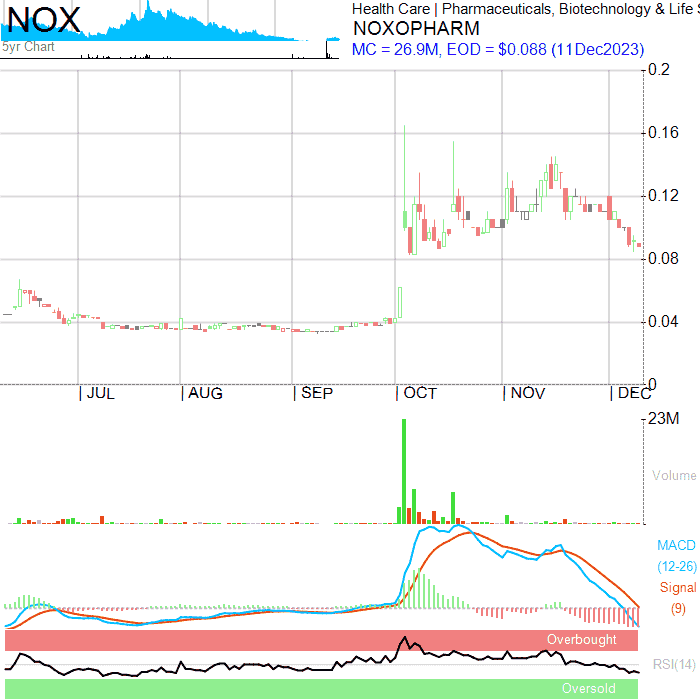 NOX
5yr Chart
Health Care | Pharmaceuticals, Biotechnology & Life S
NOXOPHARM
MC = 26.9M, EOD = $0.088 (11Dec2023)
0.2
0.16
0.12
0.08
0.04
0
| JUL | AUG | SEP | OCT | NOV | DEC
23M
Volume
MACD
(12-26)
Signal
(9)
Overbought
RSI(14)
Oversold